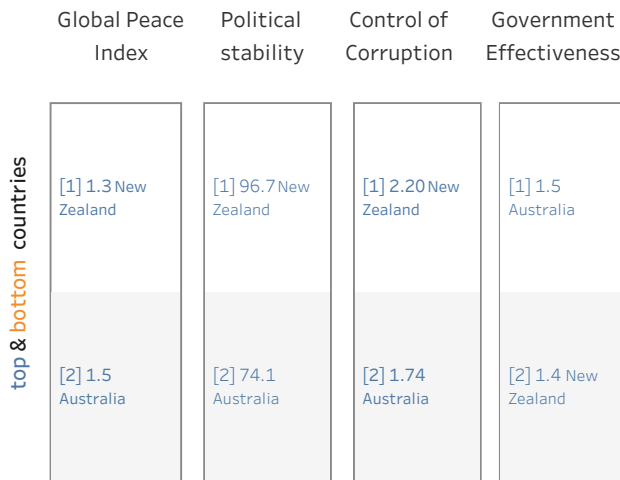 Global Peace
Index
Political
stability
Control of
Corruption
Government
Effectiveness
top & bottom countries
[1] 1.3 New
Zealand
[1] 96.7 New
Zealand
[1] 2.20 New
Zealand
[1] 1.5
Australia
[2] 1.5
Australia
[2] 74.1
Australia
[2] 1.74
Australia
[2] 1.4 New
Zealand